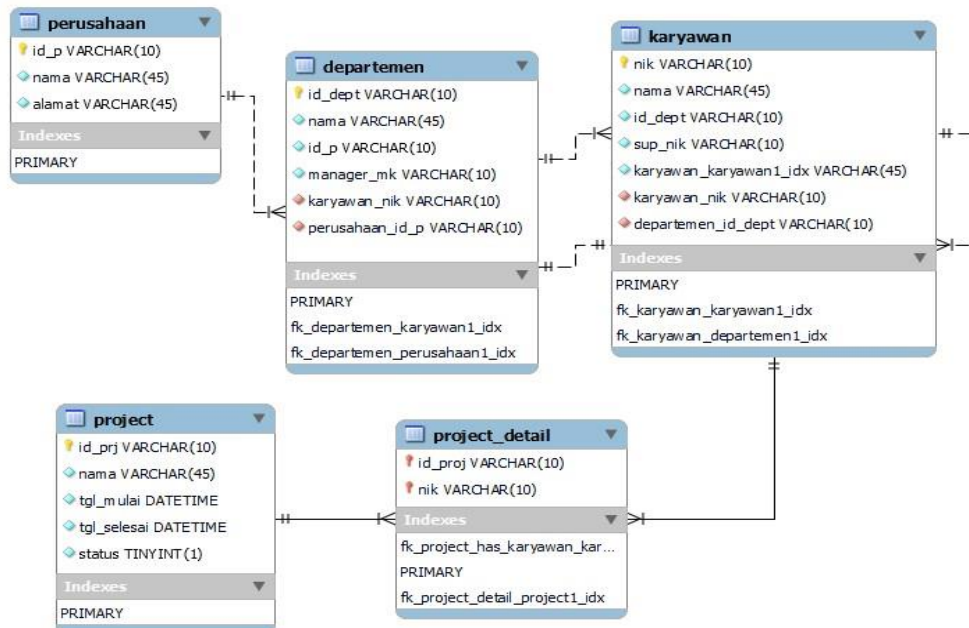 perusahaan
id_p VARCHAR(10)
nama VARCHAR(45)
alamat VARCHAR(45)
Indexes
PRIMARY
departemen
id_dept VARCHAR(10)
nama VARCHAR(45)
id_p VARCHAR(10)
manager_mk VARCHAR(10)
karyawan_nik VARCHAR(10)
perusahaan_id_p VARCHAR(10)
Indexes
PRIMARY
fk_departemen_karyawan1_idx
fk_departemen_perusahaan1_idx
karyawan
nik VARCHAR(10)
nama VARCHAR(45)
id_dept VARCHAR(10)
sup_nik VARCHAR(10)
karyawan_karyawan1_idx VARCHAR(45)
karyawan_nik VARCHAR(10)
departemen_id_dept VARCHAR(10)
Indexes
PRIMARY
fk_karyawan_karyawan1_idx
fk_karyawan_departemen1_idx
project
id_prj VARCHAR(10)
nama VARCHAR(45)
tgl_mulai DATETIME
tgl_selesai DATETIME
status TINYINT(1)
Indexes
PRIMARY
project_detail
id_proj VARCHAR(10)
nik VARCHAR(10)
Indexes
fk_project_has_karyawan_kar...
PRIMARY
fk_project_detail_project1_idx